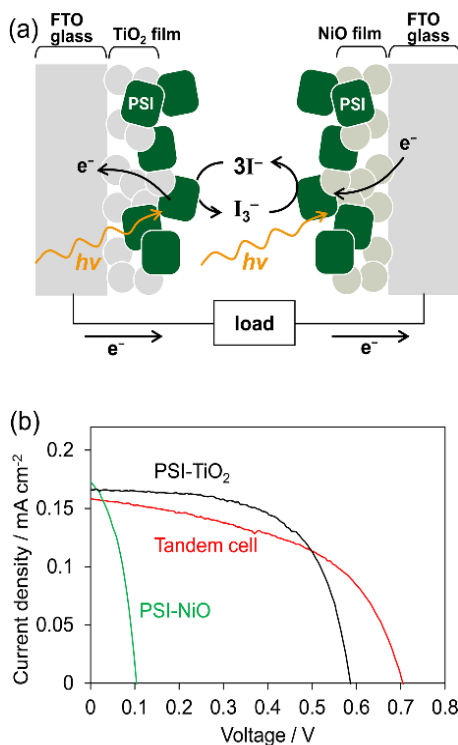 (a)
FTO
glass
TiO₂ film
NiO film
FTO
glass
PSI
PSI
e⁻
3I⁻
e⁻
I₃⁻
hν
hν
load
e⁻
e⁻
(b)
Current density / mA cm⁻²
0.2
0.15
0.1
0.05
0
PSI-TiO₂
Tandem cell
PSI-NiO
0 0.1 0.2 0.3 0.4 0.5 0.6 0.7 0.8
Voltage / V